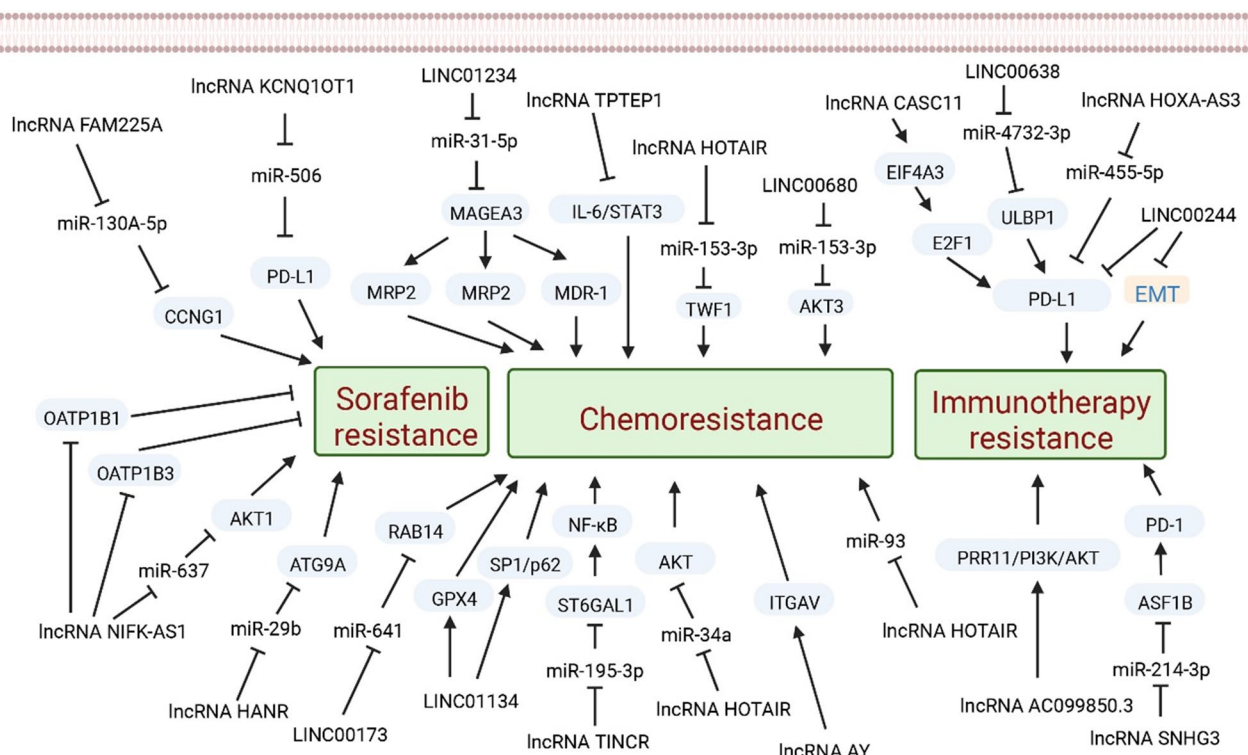 LINC01234
LINC00638
lncRNA KCNQ1OT1
lncRNA TPTEP1
lncRNA CASC11
lncRNA HOXA-AS3
lncRNA FAM225A
miR-31-5p
lncRNA HOTAIR
miR-4732-3p
miR-506
EIF4A3
miR-455-5p
LINC00680
miR-130A-5p
MAGEA3
IL-6/STAT3
ULBP1
LINC00244
miR-153-3p
miR-153-3p
E2F1
PD-L1
MRP2
MRP2
MDR-1
PD-L1
EMT
CCNG1
TWF1
AKT3
OATP1B1
Sorafenib
resistance
Chemoresistance
Immunotherapy
resistance
OATP1B3
AKT1
RAB14
NF-κB
miR-93
PD-1
miR-637
ATG9A
SP1/p62
AKT
PRR11/PI3K/AKT
GPX4
ST6GAL1
ITGAV
ASF1B
lncRNA NIFK-AS1
miR-29b
miR-641
miR-34a
lncRNA HOTAIR
miR-195-3p
miR-214-3p
lncRNA HANR
LINC01134
lncRNA HOTAIR
lncRNA AC099850.3
LINC00173
lncRNA TINCR
lncRNA AY
lncRNA SNHG3